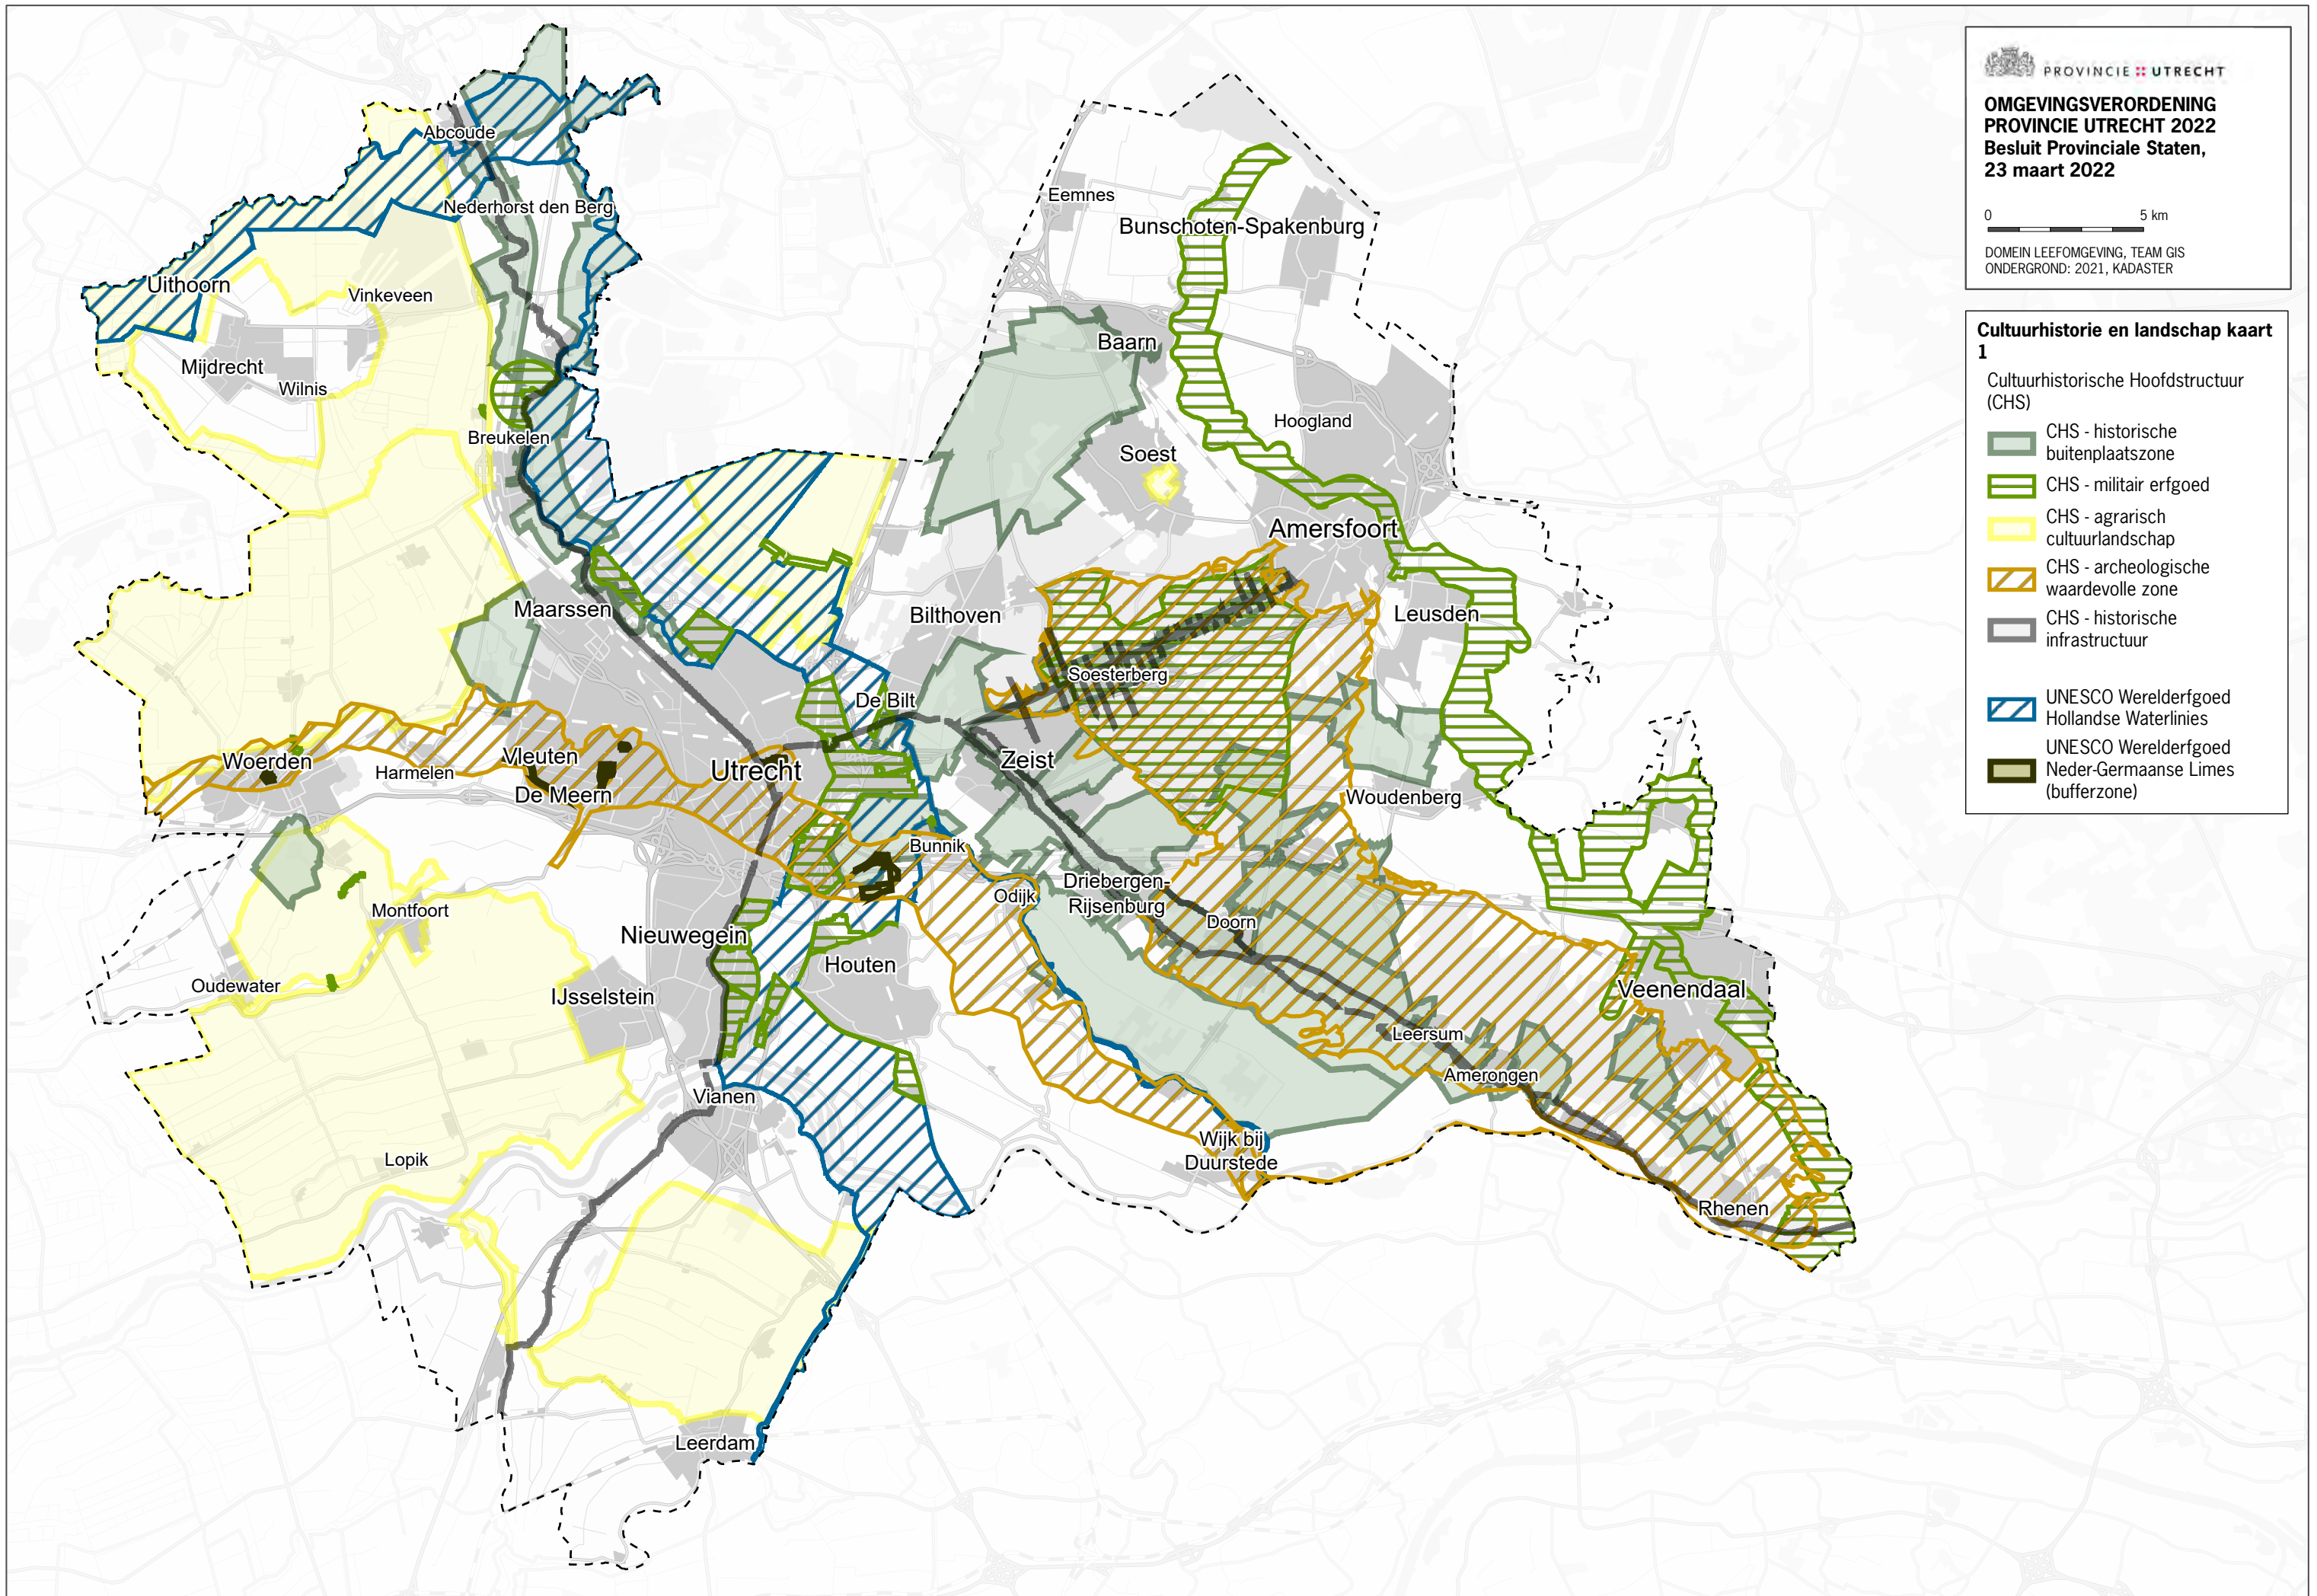 PROVINCIE UTRECHT
OMGEVINGSVERORDENING
PROVINCIE UTRECHT 2022
Besluit Provinciale Staten,
23 maart 2022
0 5 km
DOMEIN LEEFOMGEVING, TEAM GIS
ONDERGROND: 2021, KADASTER
Cultuurhistorie en landschap kaart
1
Cultuurhistorische Hoofdstructuur
(CHS)
CHS - historische
buitenplaatszone
CHS - militair erfgoed
CHS - agrarisch
cultuurlandschap
CHS - archeologische
waardevolle zone
CHS - historische
infrastructuur
UNESCO Werelderfgoed
Hollandse Waterlinies
UNESCO Werelderfgoed
Neder-Germaanse Limes
(bufferzone)
Abcoude
Eemnes
Nederhorst den Berg
Bunschoten-Spakenburg
Uithoorn
Vinkeveen
Baarn
Mijdrecht
Wilnis
Hoogland
Breukelen
Soest
Amersfoort
Maarssen
Bilthoven
Leusden
Soesterberg
De Bilt
Woerden
Vleuten
Zeist
Harmelen
Utrecht
De Meern
Woudenberg
Bunnik
Driebergen-
Rijsenburg
Odijk
Montfoort
Doorn
Nieuwegein
Houten
Oudewater
Veenendaal
IJsselstein
Leersum
Amerongen
Vianen
Wijk bij
Duurstede
Lopik
Rhenen
Leerdam